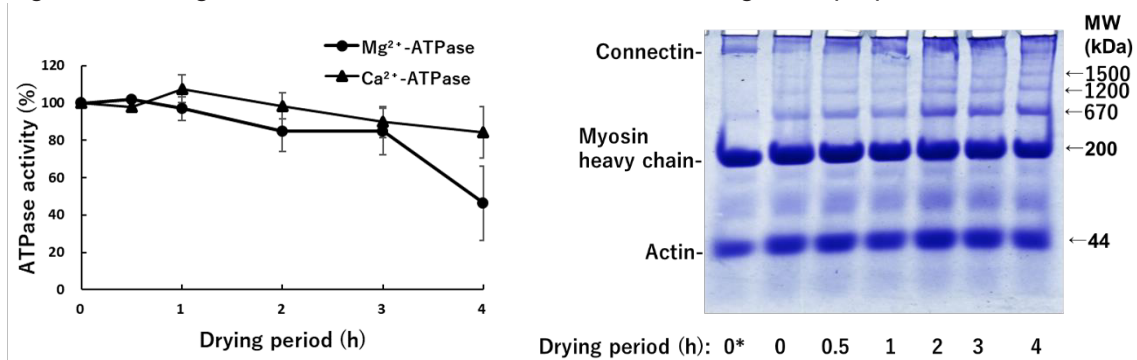 Mg²⁺-ATPase
Ca²⁺-ATPase
ATPase activity (%)
120
100
80
60
40
20
0
0 1 2 3 4
Drying period (h)
MW
(kDa)
Connectin-
←1500
←1200
←670
Myosin
heavy chain-
←200
Actin-
←44
Drying period (h): 0* 0 0.5 1 2 3 4